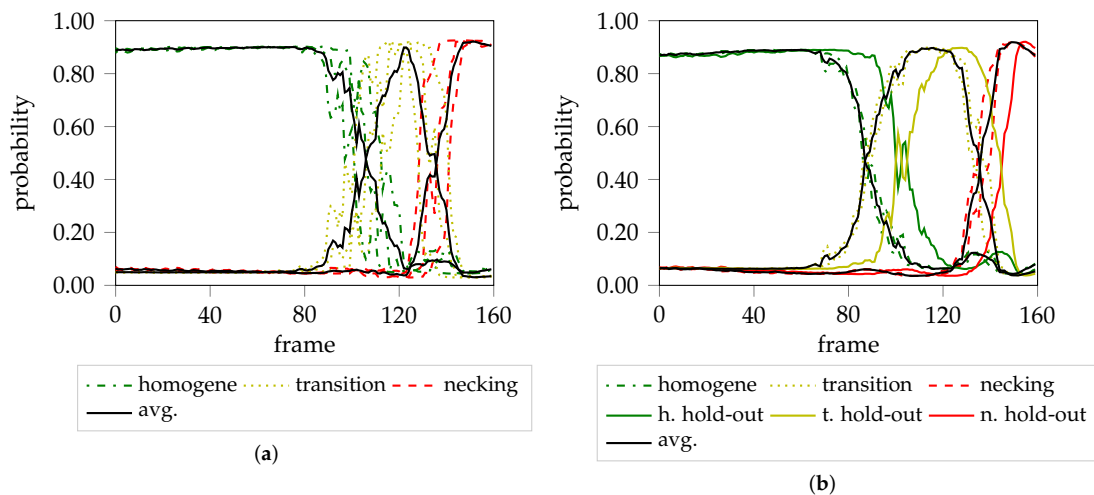 1.00
0.80
0.60
0.40
0.20
0.00
probability
0 40 80 120 160
frame
homogene transition necking
avg.
(a)
1.00
0.80
0.60
0.40
0.20
0.00
probability
0 40 80 120 160
frame
homogene transition necking
h. hold-out t. hold-out n. hold-out
avg.
(b)